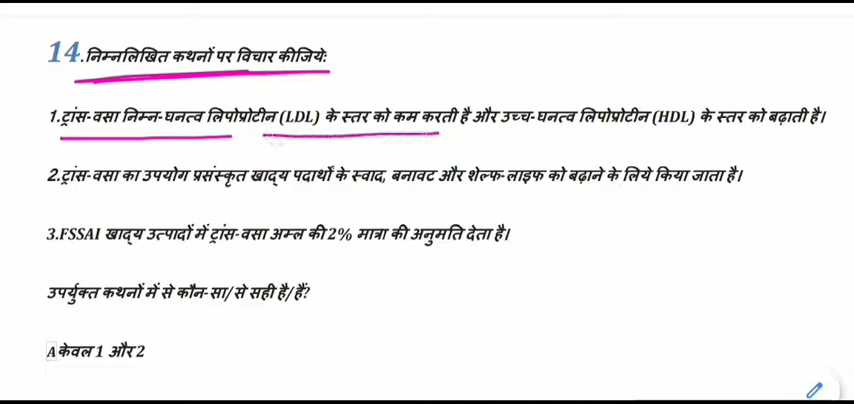 14.निम्नलिखित कथनों पर विचार कीजिये:
1.ट्रांस-वसा निम्न-घनत्व लिपोप्रोटीन (LDL) के स्तर को कम करती है और उच्च-घनत्व लिपोप्रोटीन (HDL) के स्तर को बढ़ाती है।
2.ट्रांस-वसा का उपयोग प्रसंस्कृत खाद्य पदार्थों के स्वाद, बनावट और शेल्फ-लाइफ को बढ़ाने के लिये किया जाता है।
3.FSSAI खाद्य उत्पादों में ट्रांस-वसा अम्ल की 2% मात्रा की अनुमति देता है।
उपर्युक्त कथनों में से कौन-सा/से सही है/हैं?
A केवल 1 और 2